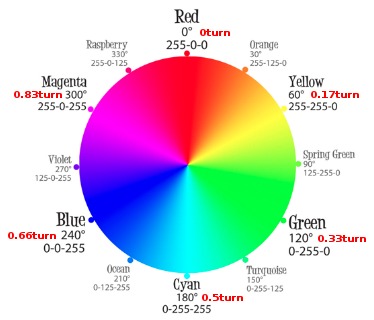 Red
0° 0turn
255-0-0
Orange
30°
255-125-0
Yellow
60° 0.17turn
255-255-0
Spring Green
90°
125-255-0
Green
120° 0.33turn
0-255-0
Turquoise
150°
0-255-125
Cyan
180° 0.5turn
0-255-255
Ocean
210°
0-125-255
Blue
0.66turn 240°
0-0-255
Violet
270°
125-0-255
Magenta
0.83turn 300°
255-0-255
Raspberry
330°
255-0-125